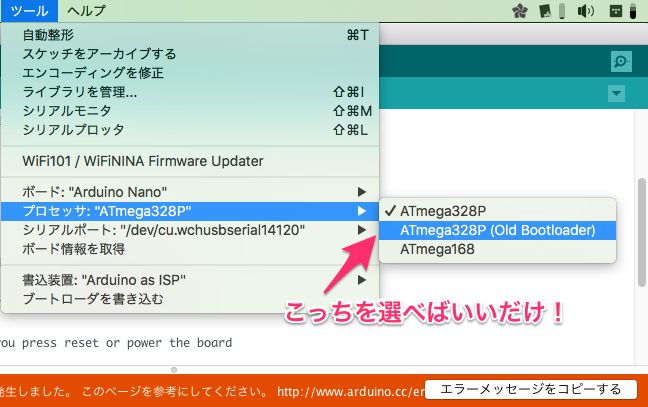 ツール ヘルプ
自動整形 ⌘T
スケッチをアーカイブする
エンコーディングを修正
ライブラリを管理... ⇧⌘I
シリアルモニタ ⇧⌘M
シリアルプロッタ ⇧⌘L
WiFi101 / WiFiNINA Firmware Updater
ボード: "Arduino Nano"
プロセッサ: "ATmega328P"
✓ ATmega328P
シリアルポート: "/dev/cu.wchusbserial14120"
ATmega328P (Old Bootloader)
ボード情報を取得
ATmega168
書込装置: "Arduino as ISP"
ブートローダを書き込む
こっちを選べばいいだけ！
you press reset or power the board
発生しました。 このページを参考にしてください。 http://www.arduino.cc/en
エラーメッセージをコピーする